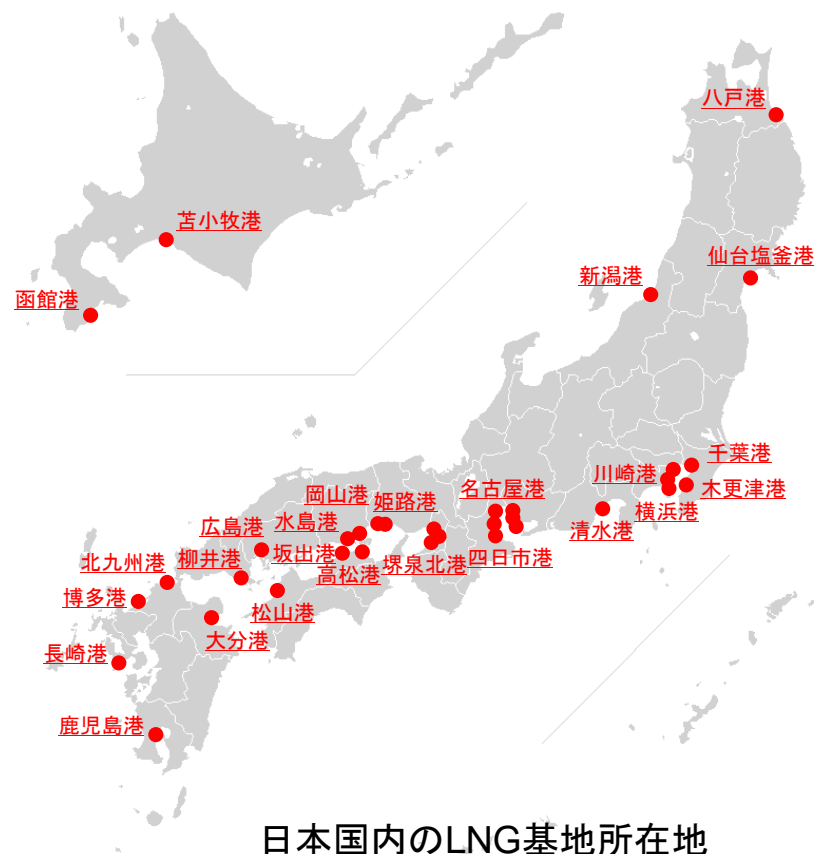 八戸港
苫小牧港
仙台塩釜港
新潟港
函館港
千葉港
川崎港
木更津港
名古屋港
岡山港
姫路港
横浜港
水島港
広島港
清水港
坂出港
四日市港
堺泉北港
北九州港
柳井港
高松港
博多港
松山港
大分港
長崎港
鹿児島港
日本国内のLNG基地所在地